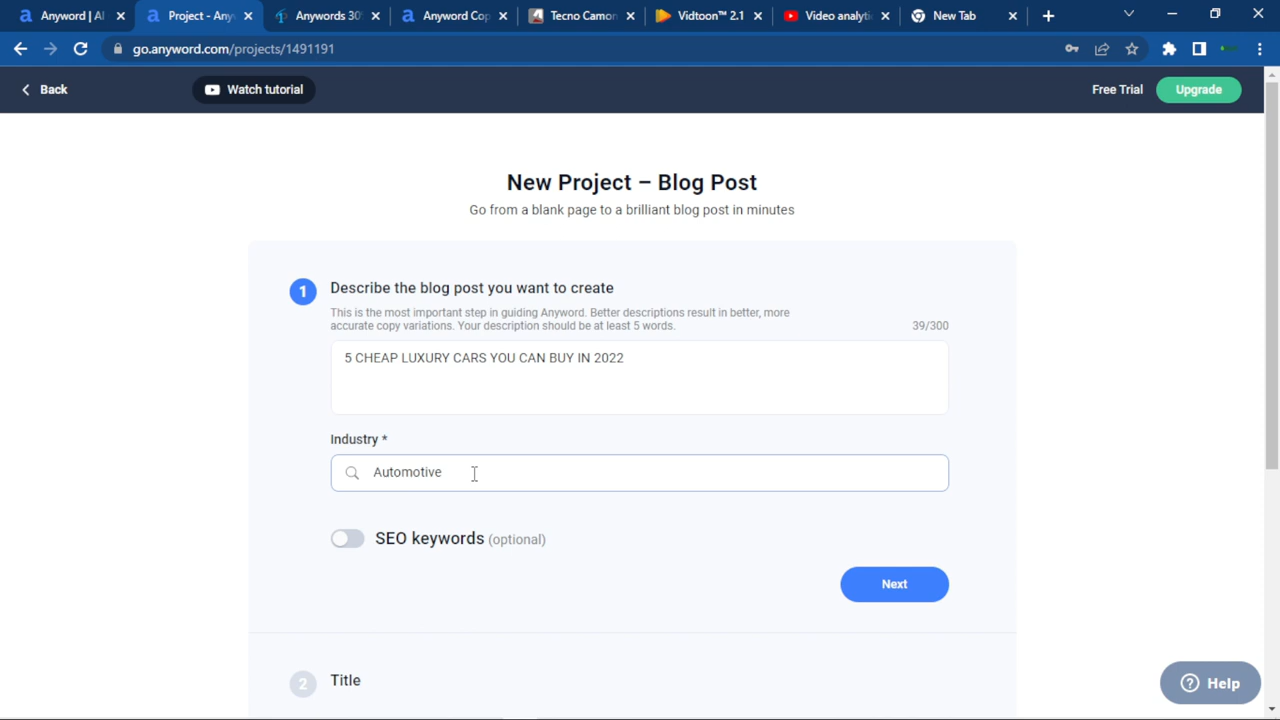 Anyword | AI
Project - Any
Anywords 30
Anyword Cop
Tecno Camon
Vidtoon™ 2.1
Video analytic
New Tab
go.anyword.com/projects/1491191
Back
Watch tutorial
Free Trial
Upgrade
New Project – Blog Post
Go from a blank page to a brilliant blog post in minutes
1
Describe the blog post you want to create
This is the most important step in guiding Anyword. Better descriptions result in better, more
accurate copy variations. Your description should be at least 5 words.
39/300
5 CHEAP LUXURY CARS YOU CAN BUY IN 2022
Industry *
Automotive
SEO keywords (optional)
Next
2
Title
Help